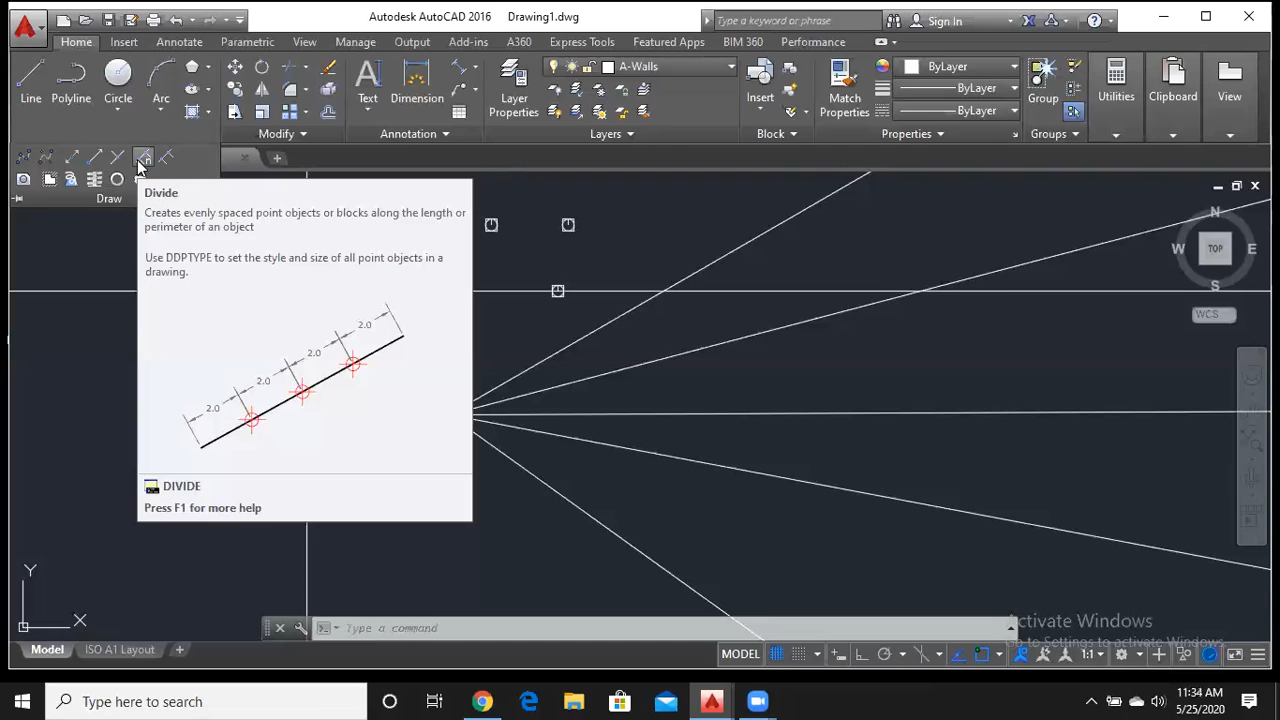 Autodesk AutoCAD 2016 Drawing1.dwg
Type a keyword or phrase
Sign In
Home Insert Annotate Parametric View Manage Output Add-ins A360 Express Tools Featured Apps BIM 360 Performance
A-Walls
ByLayer
ByLayer
ByLayer
Line Polyline Circle Arc
Text Dimension
Layer
Properties
Insert
Match
Properties
Group
Utilities
Clipboard
View
Modify
Annotation
Layers
Block
Properties
Groups
Draw
Divide
Creates evenly spaced point objects or blocks along the length or
perimeter of an object
Use DDPTYPE to set the style and size of all point objects in a
drawing.
2.0
2.0
2.0
2.0
DIVIDE
Press F1 for more help
N
W TOP E
S
WCS
Y
X
Type a command
Activate Windows
Go to Settings to activate Windows.
Model ISO A1 Layout
MODEL
1:1
Type here to search
11:34 AM
5/25/2020